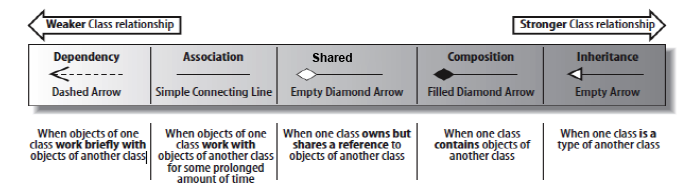 Weaker Class relationship
Stronger Class relationship
Dependency
Dashed Arrow
Association
Simple Connecting Line
Shared
Empty Diamond Arrow
Composition
Filled Diamond Arrow
Inheritance
Empty Arrow
When objects of one
class work briefly with
objects of another class
When objects of one
class work with
objects of another class
for some prolonged
amount of time
When one class owns but
shares a reference to
objects of another class
When one class
contains objects of
another class
When one class is a
type of another class